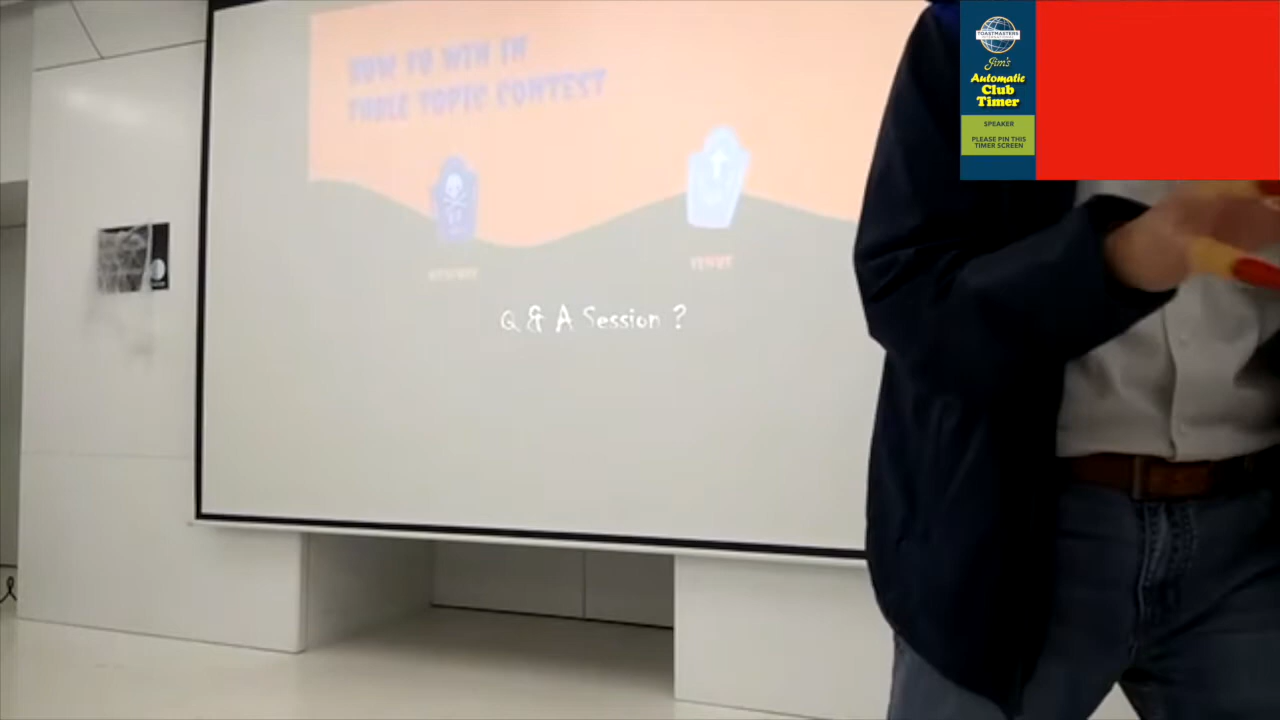 HOW TO WIN IN
TABLE TOPIC CONTEST
Q & A Session ?
TOASTMASTERS
INTERNATIONAL
Jim's
Automatic
Club
Timer
SPEAKER
PLEASE PIN THIS
TIMER SCREEN